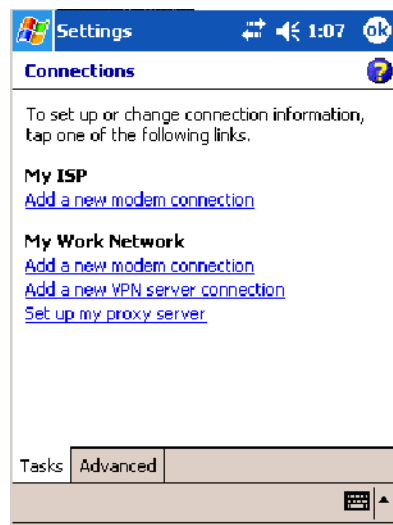 Settings 1:07 ok
Connections ?
To set up or change connection information,
tap one of the following links.
My ISP
Add a new modem connection
My Work Network
Add a new modem connection
Add a new VPN server connection
Set up my proxy server
Tasks Advanced